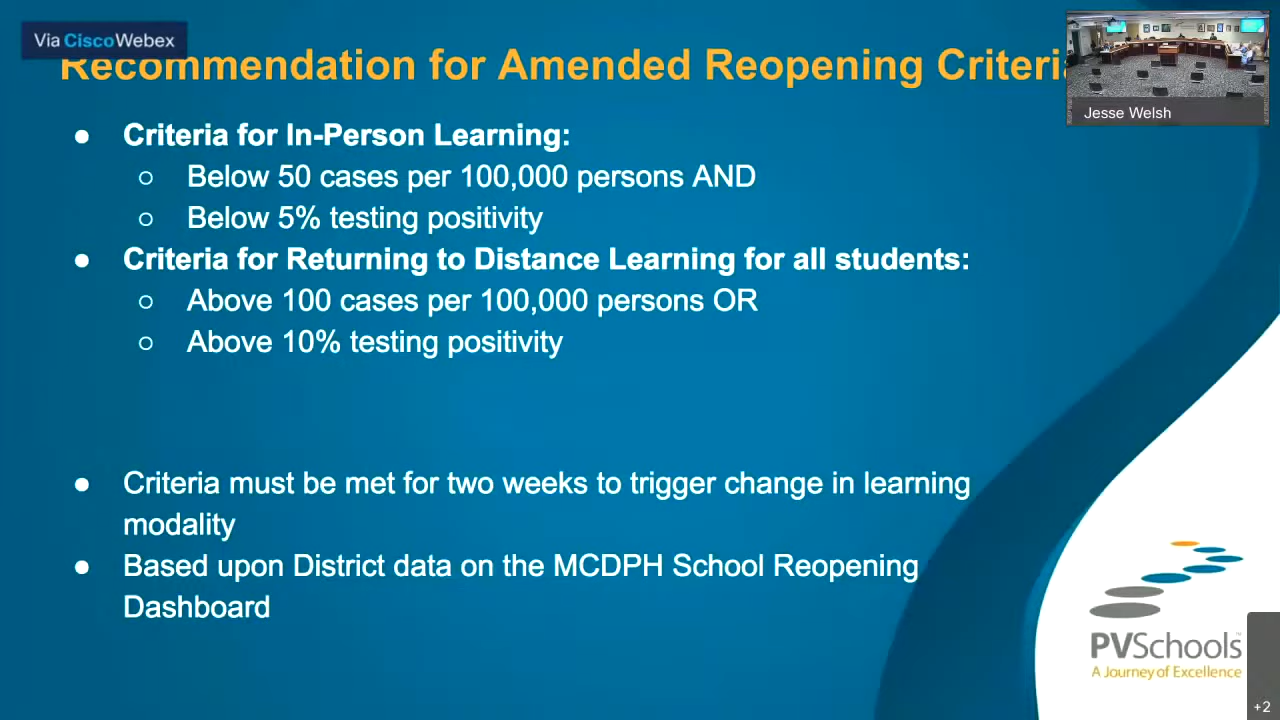 Via CiscoWebex
Recommendation for Amended Reopening Criteria
Jesse Welsh
● Criteria for In-Person Learning:
○ Below 50 cases per 100,000 persons AND
○ Below 5% testing positivity
● Criteria for Returning to Distance Learning for all students:
○ Above 100 cases per 100,000 persons OR
○ Above 10% testing positivity
● Criteria must be met for two weeks to trigger change in learning
modality
● Based upon District data on the MCDPH School Reopening
Dashboard
PVSchools™
A Journey of Excellence
+2